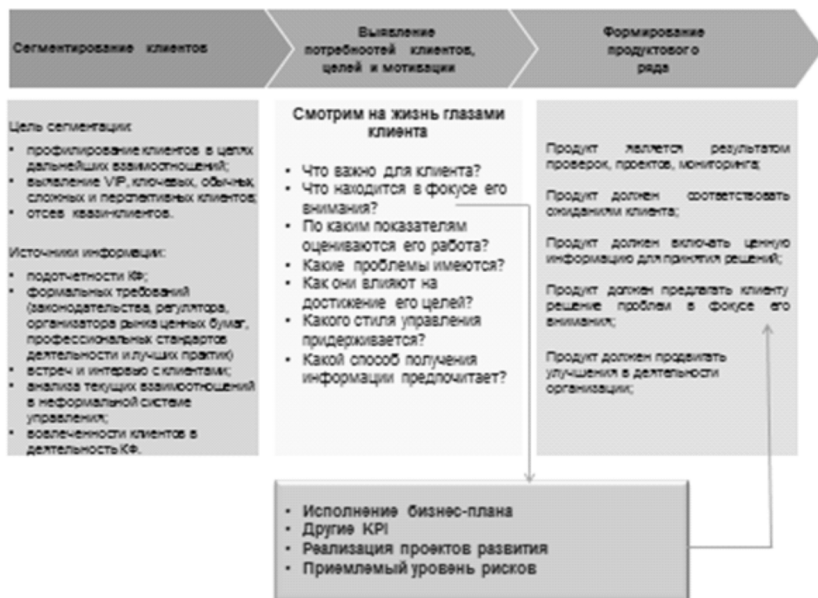 Сегментирование клиентов
Выявление
потребностей клиентов,
целей и мотивации
Формирование
продуктового
ряда
Цель сегментации:
• профилирование клиентов в целях
дальнейших взаимоотношений;
• выявление VIP, ключевых, обычных,
сложных и перспективных клиентов;
• отсев квази-клиентов.
Источники информации:
• подотчетности КФ;
• формальных требований
(законодательства, регулятора,
организатора рынка ценных бумаг,
профессиональных стандартов
деятельности и лучших практик)
• встреч и интервью с клиентами;
• анализа текущих взаимоотношений
в неформальной системе
управления;
• вовлеченности клиентов в
деятельность КФ.
Смотрим на жизнь глазами
клиента
• Что важно для клиента?
• Что находится в фокусе его
внимания?
• По каким показателям
оцениваются его работа?
• Какие проблемы имеются?
• Как они влияют на
достижение его целей?
• Какого стиля управления
придерживается?
• Какой способ получения
информации предпочитает?
Продукт является результатом
проверок, проектов, мониторинга;
Продукт должен соответствовать
ожиданиям клиента;
Продукт должен включать ценную
информацию для принятия решений;
Продукт должен предлагать клиенту
решение проблем в фокусе его
внимания;
Продукт должен продвигать
улучшения в деятельности
организации;
• Исполнение бизнес-плана
• Другие KPI
• Реализация проектов развития
• Приемлемый уровень рисков